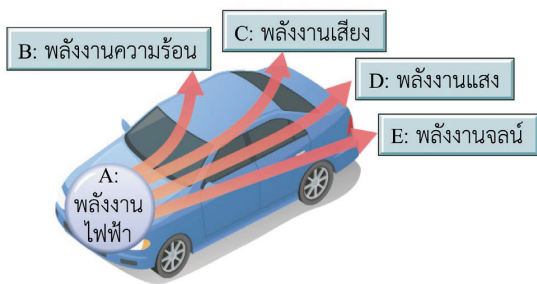 C: พลังงานเสียง
B: พลังงานความร้อน
D: พลังงานแสง
E: พลังงานจลน์
A:
พลังงาน
ไฟฟ้า